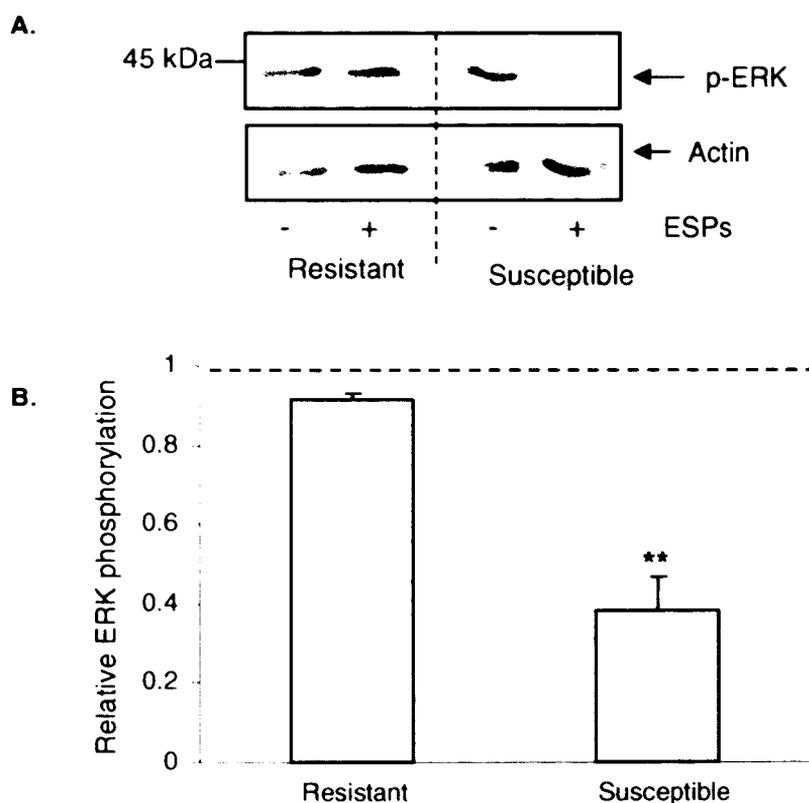 A.
45 kDa
p-ERK
Actin
- + - + ESPs
Resistant Susceptible
B.
Relative ERK phosphorylation
1
0.8
0.6
0.4
0.2
0
**
Resistant Susceptible